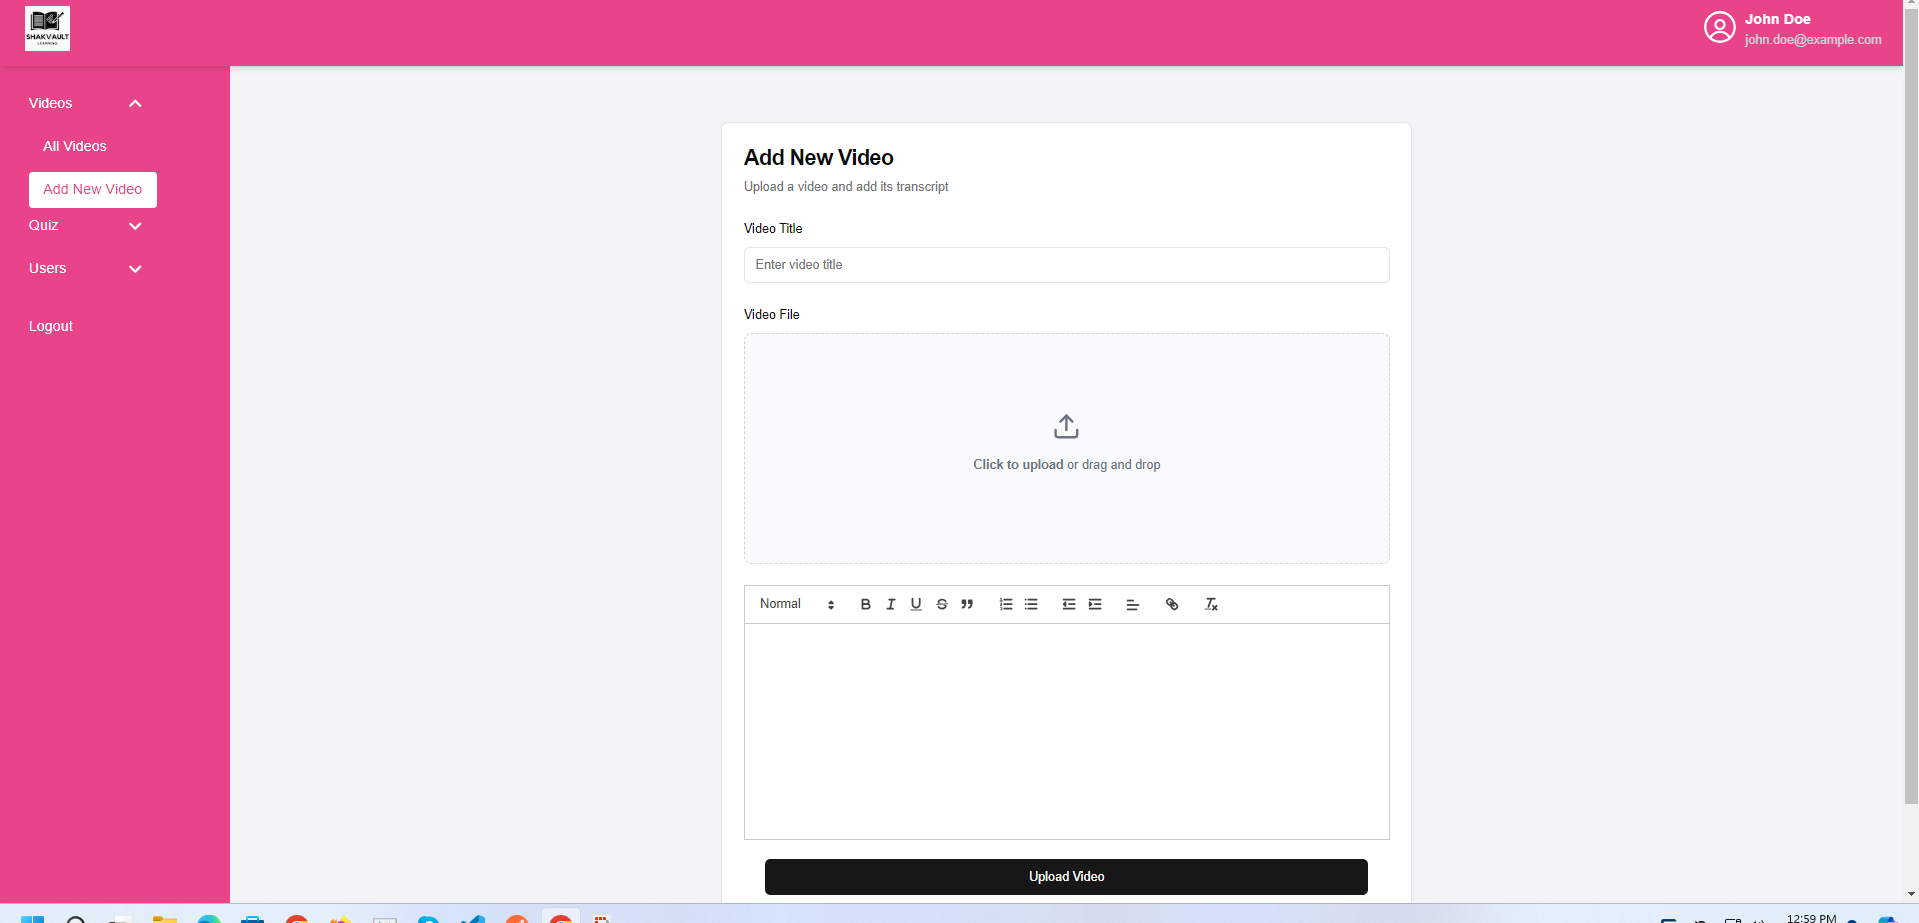 SHAKVAULT
LEARNING
John Doe
john.doe@example.com
Videos
All Videos
Add New Video
Quiz
Users
Logout
Add New Video
Upload a video and add its transcript
Video Title
Enter video title
Video File
Click to upload or drag and drop
Normal
Upload Video
12:59 PM